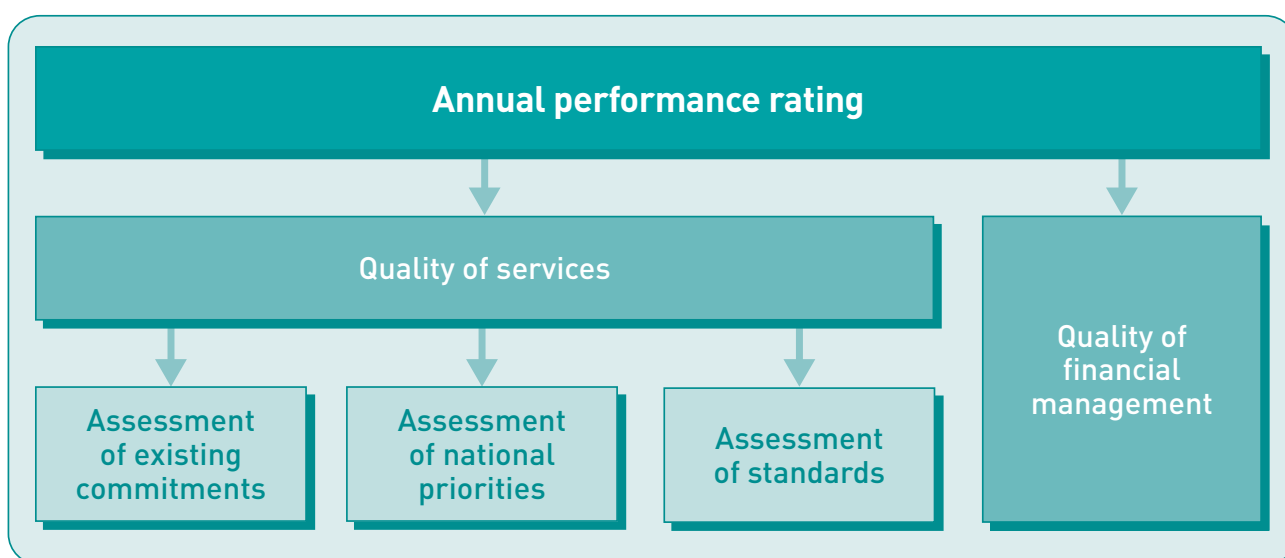 Annual performance rating
Quality of services
Quality of
financial
management
Assessment
of existing
commitments
Assessment
of national
priorities
Assessment
of standards